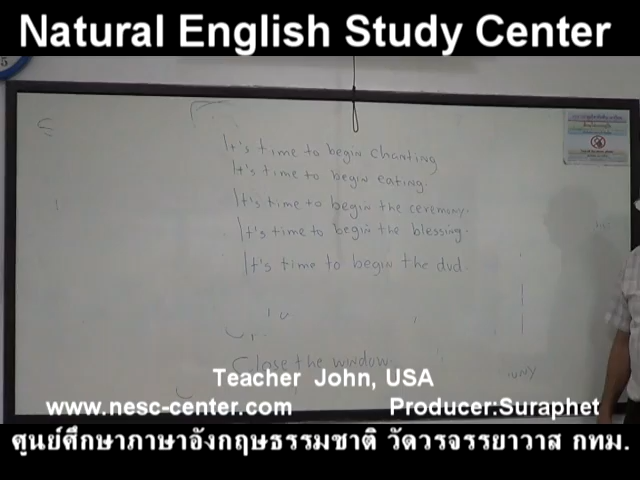 Natural English Study Center
5
S
It's time to begin chanting
It's time to begin eating.
It's time to begin the ceremony.
It's time to begin the blessing.
It's time to begin the dvd.
Close the window.
Teacher John, USA
www.nesc-center.com Producer:Suraphet
ศูนย์ศึกษาภาษาอังกฤษธรรมชาติ วัดวรจรรยาวาส กทม.